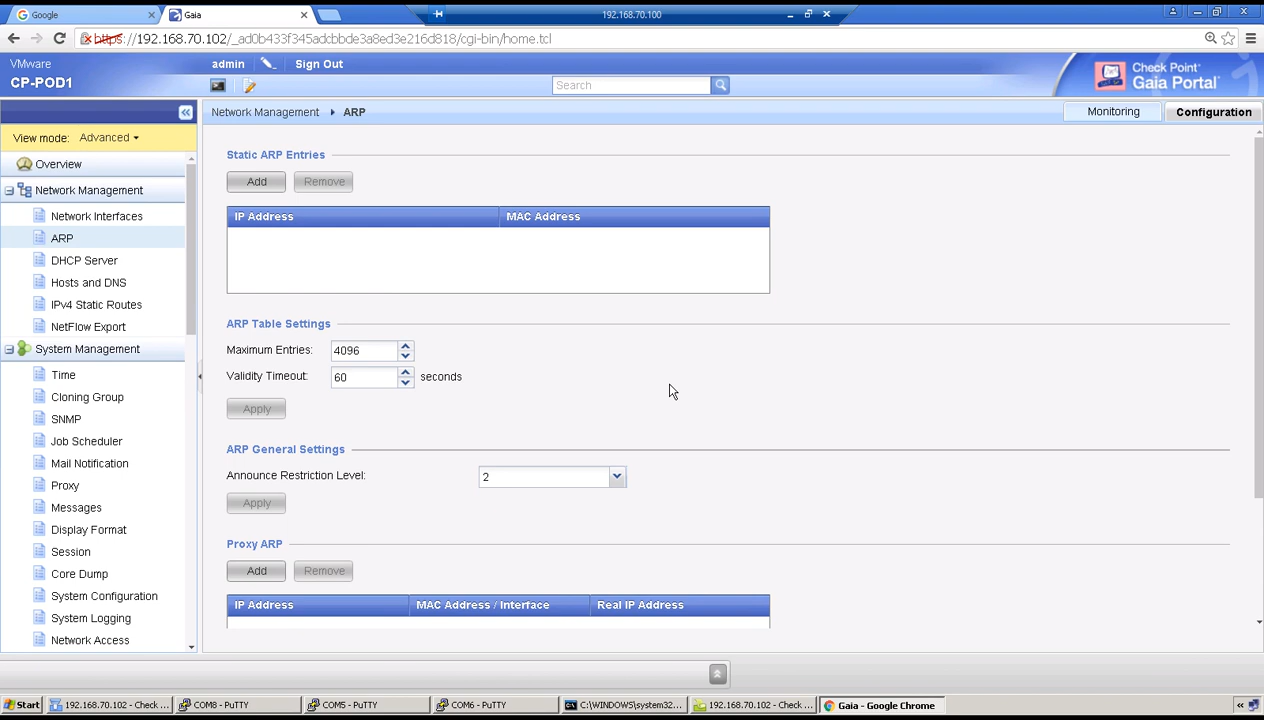 Google
Gaia
192.168.70.100
https://192.168.70.102/_ad0b433f345adcbbde3a8ed3e216d818/cgi-bin/home.tcl
VMware
CP-POD1
admin
Sign Out
Search
Check Point
Gaia Portal
Network Management
ARP
Monitoring
Configuration
View mode: Advanced
Overview
Network Management
Network Interfaces
ARP
DHCP Server
Hosts and DNS
IPv4 Static Routes
NetFlow Export
System Management
Time
Cloning Group
SNMP
Job Scheduler
Mail Notification
Proxy
Messages
Display Format
Session
Core Dump
System Configuration
System Logging
Network Access
Static ARP Entries
Add
Remove
IP Address
MAC Address
ARP Table Settings
Maximum Entries: 4096
Validity Timeout: 60 seconds
Apply
ARP General Settings
Announce Restriction Level: 2
Apply
Proxy ARP
Add
Remove
IP Address
MAC Address / Interface
Real IP Address
Start
192.168.70.102 - Check ...
COM8 - PuTTY
COM5 - PuTTY
COM6 - PuTTY
C:\WINDOWS\system32...
192.168.70.102 - Check ...
Gaia - Google Chrome